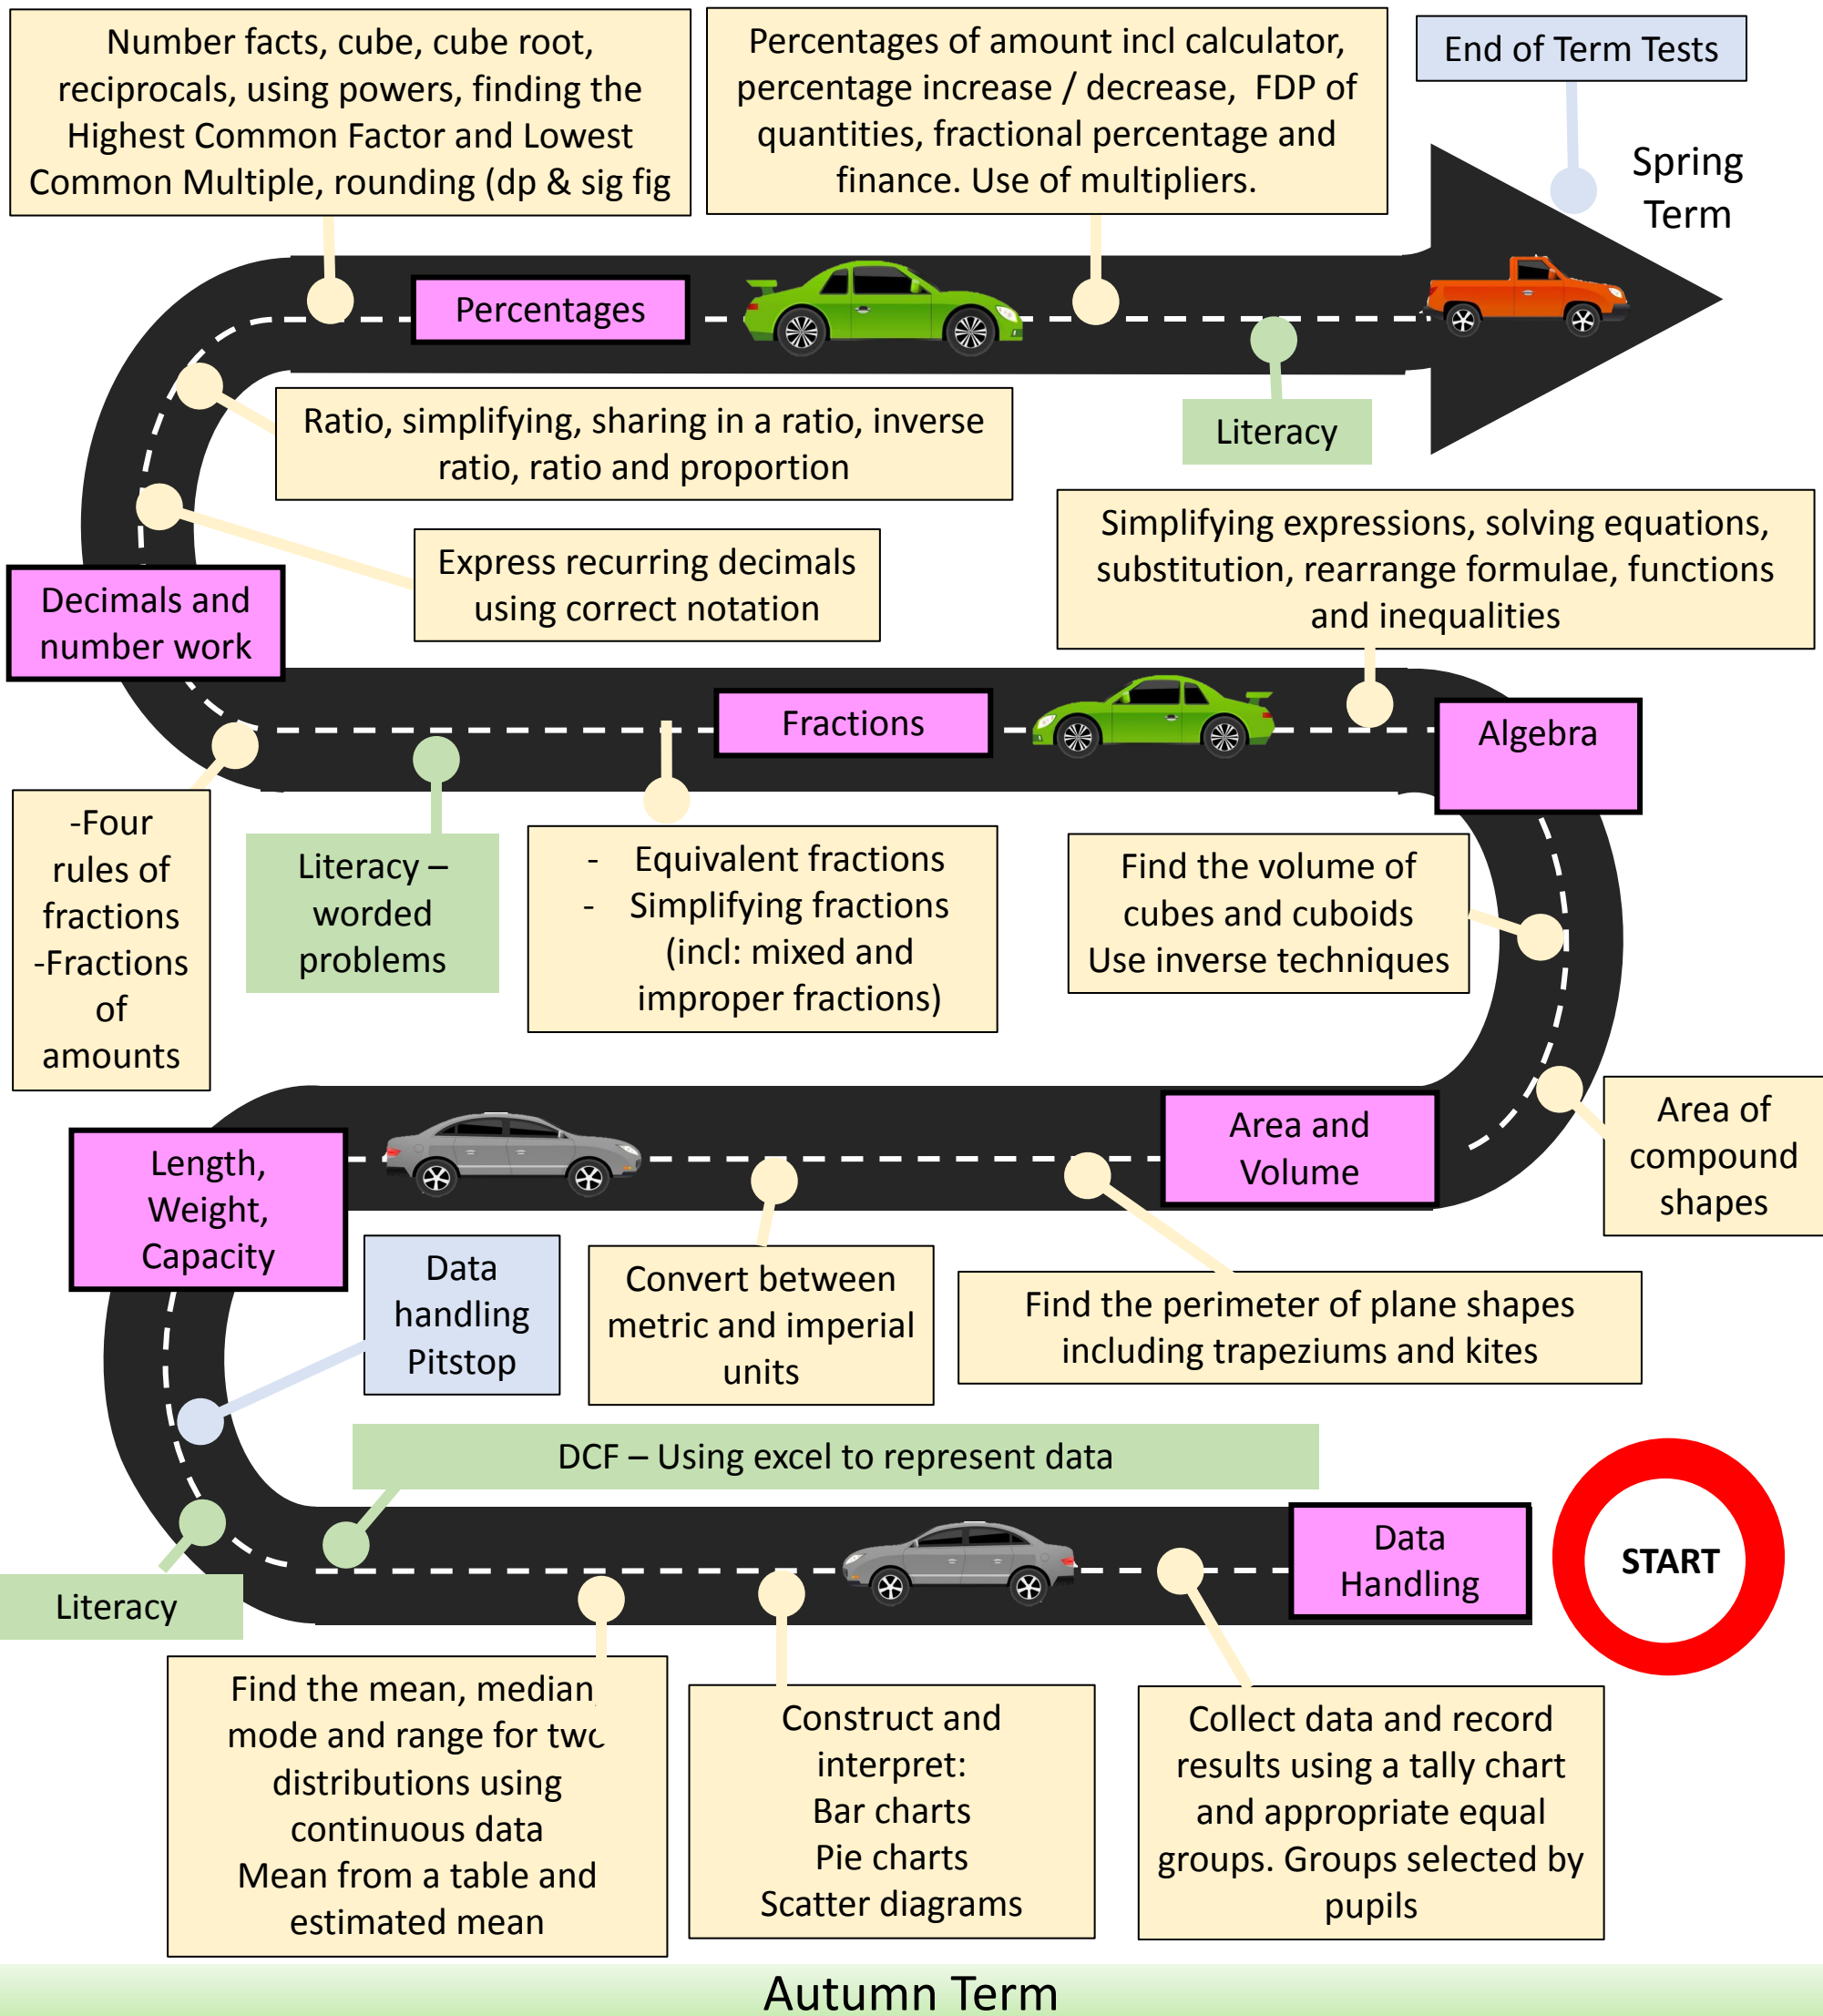 Number facts, cube, cube root,
reciprocals, using powers, finding the
Highest Common Factor and Lowest
Common Multiple, rounding (dp & sig fig
Percentages of amount incl calculator,
percentage increase / decrease, FDP of
quantities, fractional percentage and
finance. Use of multipliers.
End of Term Tests
Spring
Term
Percentages
Ratio, simplifying, sharing in a ratio, inverse
ratio, ratio and proportion
Literacy
Express recurring decimals
using correct notation
Simplifying expressions, solving equations,
substitution, rearrange formulae, functions
and inequalities
Decimals and
number work
Fractions
Algebra
-Four
rules of
fractions
-Fractions
of
amounts
Literacy –
worded
problems
- Equivalent fractions
- Simplifying fractions
(incl: mixed and
improper fractions)
Find the volume of
cubes and cuboids
Use inverse techniques
Area of
compound
shapes
Length,
Weight,
Capacity
Area and
Volume
Data
handling
Pitstop
Convert between
metric and imperial
units
Find the perimeter of plane shapes
including trapeziums and kites
DCF – Using excel to represent data
Data
Handling
START
Literacy
Find the mean, median,
mode and range for two
distributions using
continuous data
Mean from a table and
estimated mean
Construct and
interpret:
Bar charts
Pie charts
Scatter diagrams
Collect data and record
results using a tally chart
and appropriate equal
groups. Groups selected by
pupils
Autumn Term